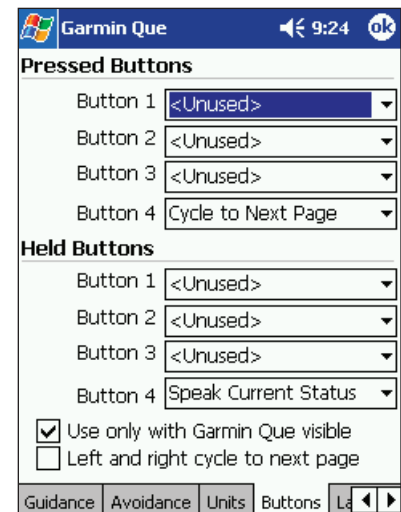 Garmin Que 9:24 ok
Pressed Buttons
Button 1 <Unused>
Button 2 <Unused>
Button 3 <Unused>
Button 4 Cycle to Next Page
Held Buttons
Button 1 <Unused>
Button 2 <Unused>
Button 3 <Unused>
Button 4 Speak Current Status
Use only with Garmin Que visible
Left and right cycle to next page
Guidance Avoidance Units Buttons